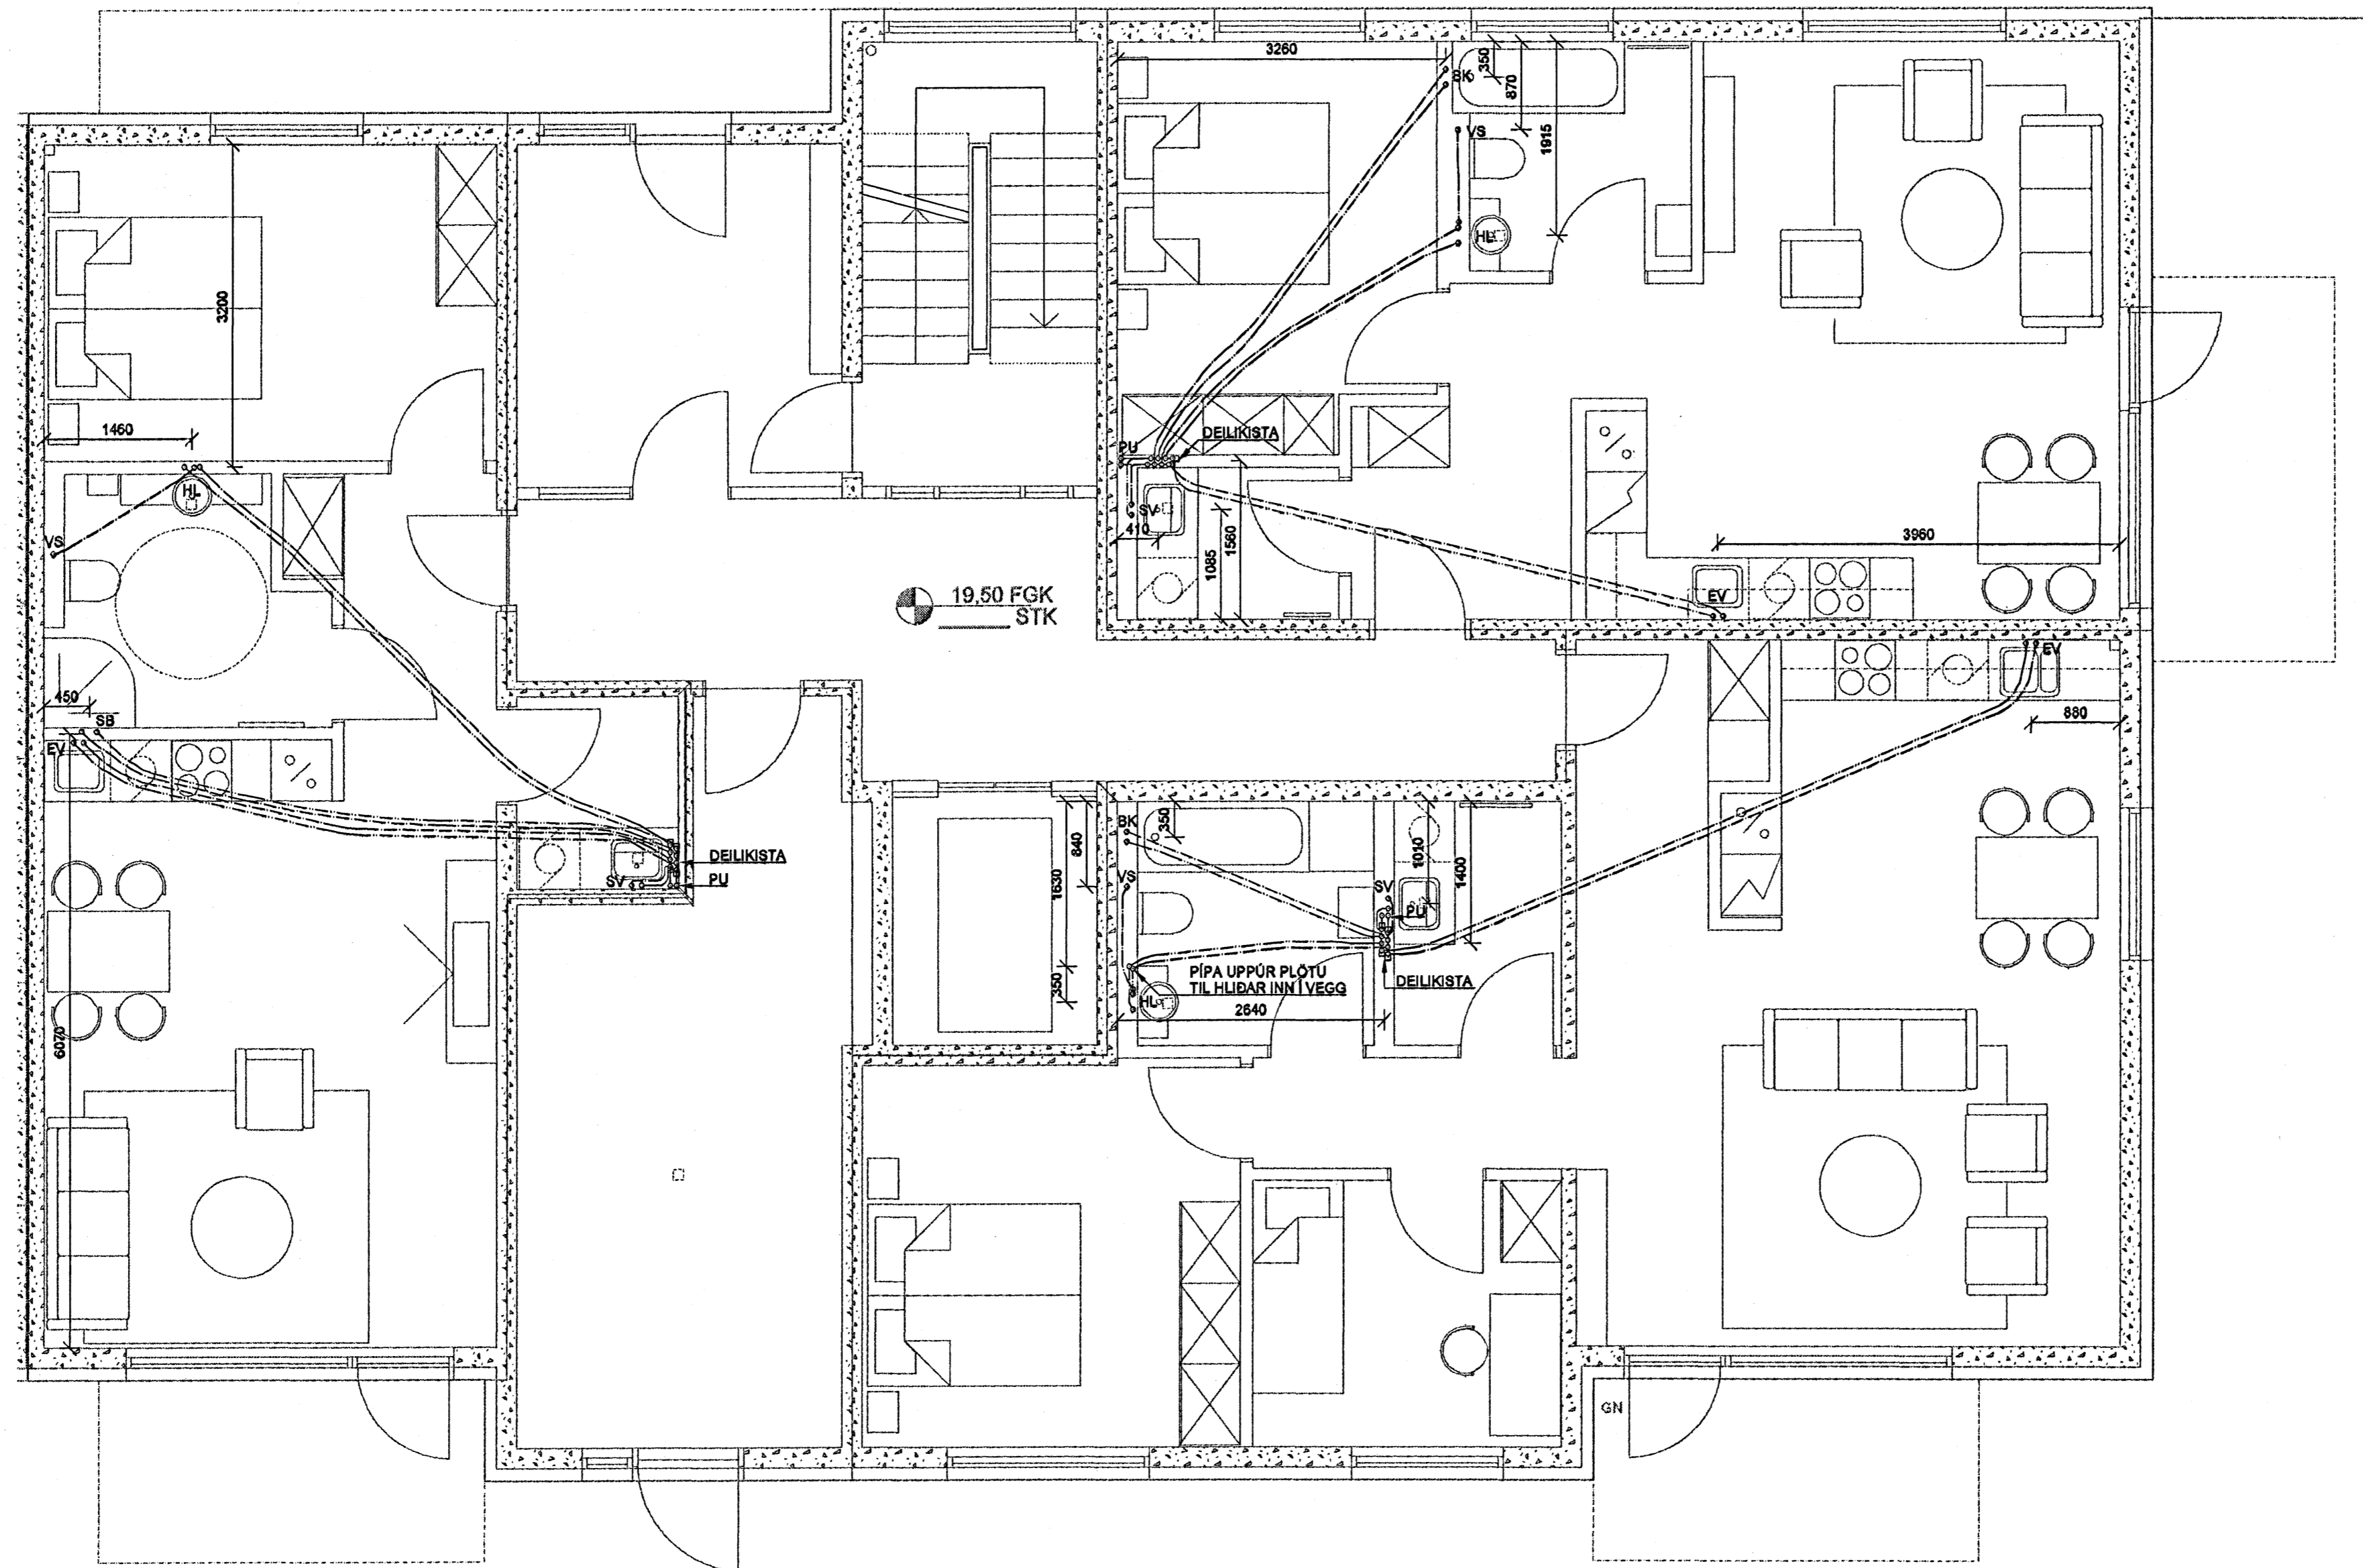 3260
350
BK
870
VS
1915
HL
3200
1460
DEILIKISTA
PU
HL
SV
410
1085
1560
3960
VS
EV
19,50 FGK
STK
EV
880
450
SB
EV
BK
350
840
1010
1400
DEILIKISTA
SV
PU
VS
1630
SV
PU
350
PÍPA UPPÚR PLÖTU
TIL HLIÐAR INN Í VEGG
DEILIKISTA
HL
2640
6070
GN